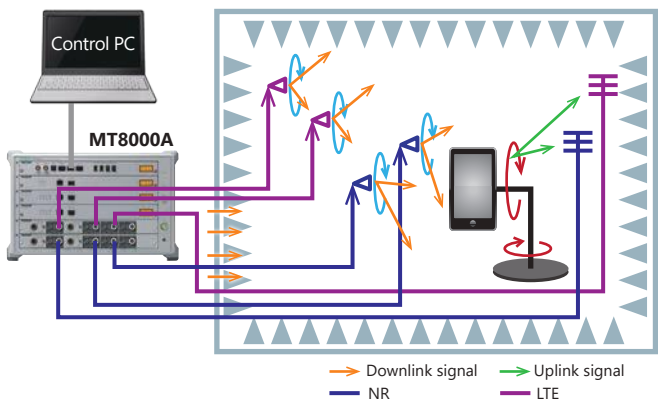 Control PC
MT8000A
Downlink signal
Uplink signal
NR
LTE